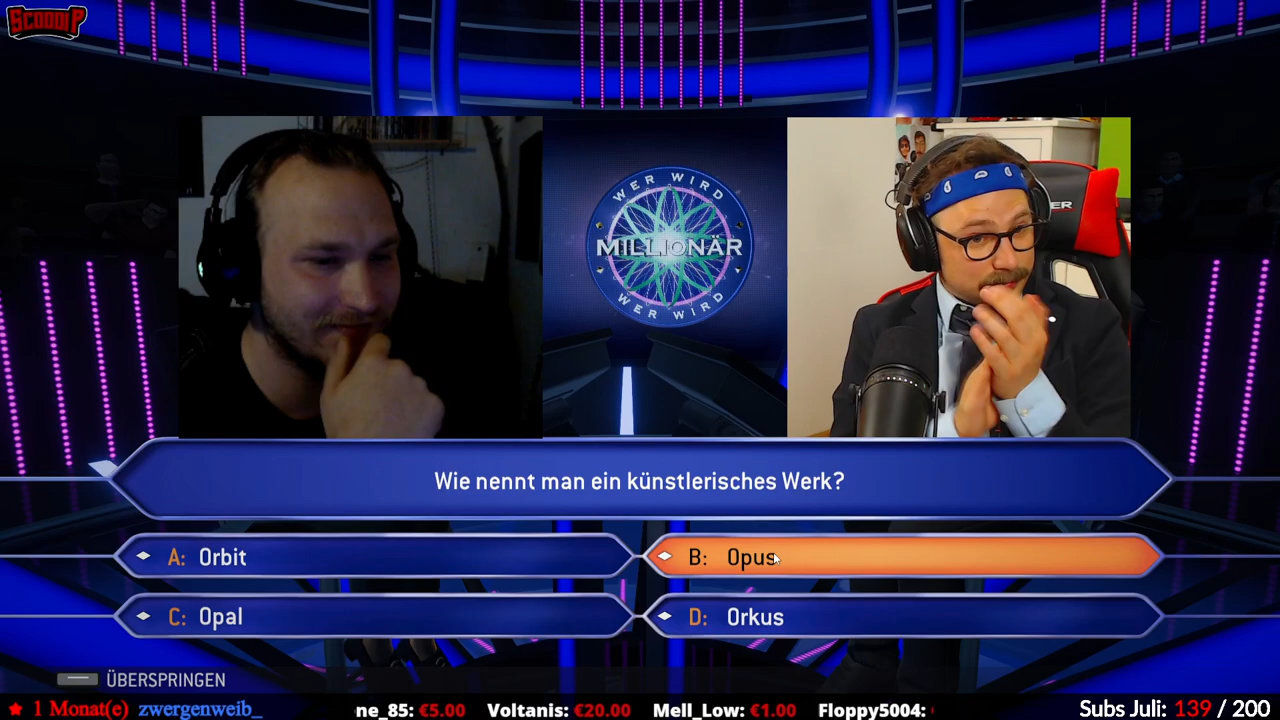 SCOOOIP
WER WIRD
MILLIONÄR
WER WIRD
Wie nennt man ein künstlerisches Werk?
A: Orbit
B: Opus
C: Opal
D: Orkus
ÜBERSPRINGEN
1 Monat(e) zwergenweib_
ne_85: €5.00 Voltanis: €20.00 Mell_Low: €1.00 Floppy5004:
Subs Juli: 139 / 200